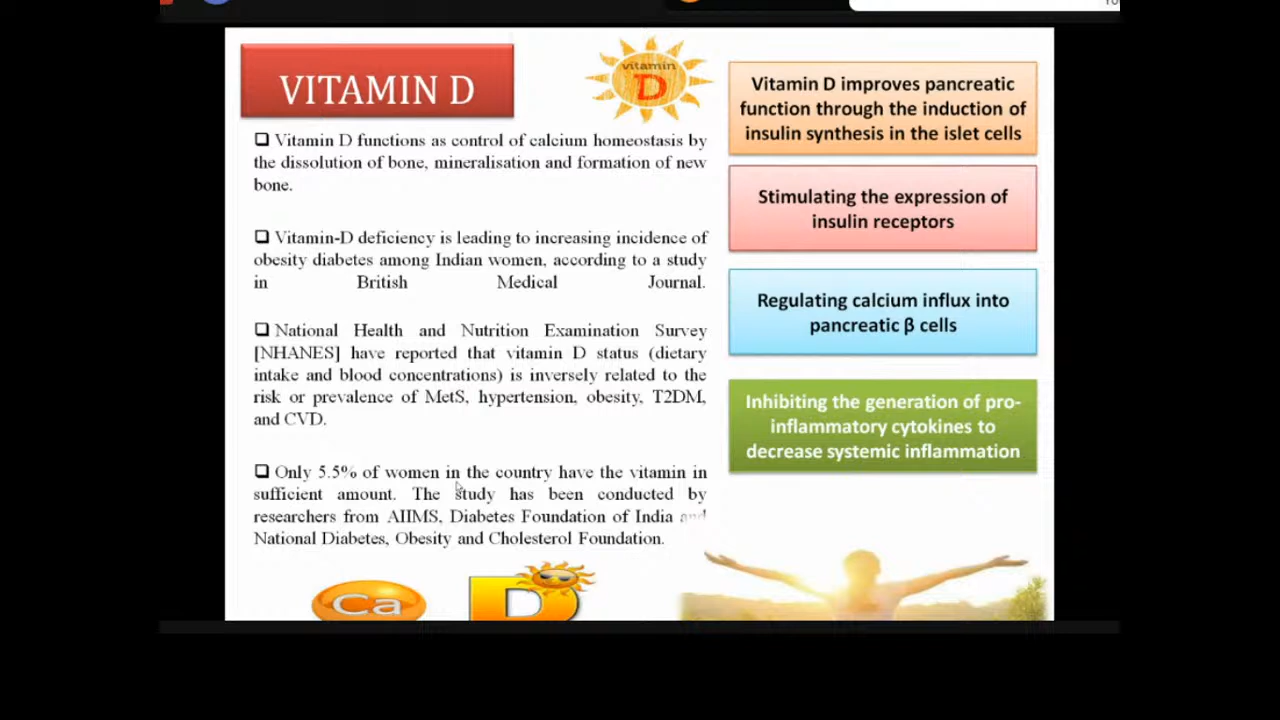 VITAMIN D
vitamin
D
❑ Vitamin D functions as control of calcium homeostasis by
the dissolution of bone, mineralisation and formation of new
bone.
❑ Vitamin-D deficiency is leading to increasing incidence of
obesity diabetes among Indian women, according to a study
in British Medical Journal.
❑ National Health and Nutrition Examination Survey
[NHANES] have reported that vitamin D status (dietary
intake and blood concentrations) is inversely related to the
risk or prevalence of MetS, hypertension, obesity, T2DM,
and CVD.
❑ Only 5.5% of women in the country have the vitamin in
sufficient amount. The study has been conducted by
researchers from AIIMS, Diabetes Foundation of India and
National Diabetes, Obesity and Cholesterol Foundation.
Ca
D
Vitamin D improves pancreatic
function through the induction of
insulin synthesis in the islet cells
Stimulating the expression of
insulin receptors
Regulating calcium influx into
pancreatic β cells
Inhibiting the generation of pro-
inflammatory cytokines to
decrease systemic inflammation